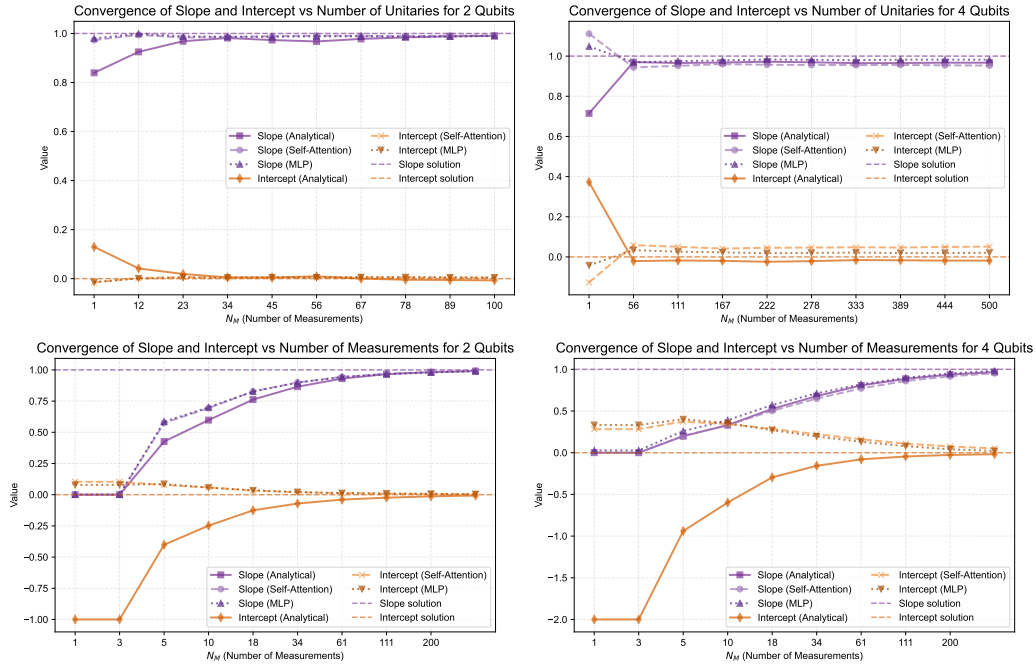 Convergence of Slope and Intercept vs Number of Unitaries for 2 Qubits
Value
1.0
0.8
0.6
0.4
0.2
0.0
Slope (Analytical)
Slope (Self-Attention)
Slope (MLP)
Intercept (Analytical)
Intercept (Self-Attention)
Intercept (MLP)
Slope solution
Intercept solution
1 12 23 34 45 56 67 78 89 100
N_M (Number of Measurements)
Convergence of Slope and Intercept vs Number of Unitaries for 4 Qubits
Value
1.0
0.8
0.6
0.4
0.2
0.0
Slope (Analytical)
Slope (Self-Attention)
Slope (MLP)
Intercept (Analytical)
Intercept (Self-Attention)
Intercept (MLP)
Slope solution
Intercept solution
1 56 111 167 222 278 333 389 444 500
N_M (Number of Measurements)
Convergence of Slope and Intercept vs Number of Measurements for 2 Qubits
Value
1.00
0.75
0.50
0.25
0.00
−0.25
−0.50
−0.75
−1.00
Slope (Analytical)
Slope (Self-Attention)
Slope (MLP)
Intercept (Analytical)
Intercept (Self-Attention)
Intercept (MLP)
Slope solution
Intercept solution
1 3 5 10 18 34 61 111 200
N_M (Number of Measurements)
Convergence of Slope and Intercept vs Number of Measurements for 4 Qubits
Value
1.0
0.5
0.0
−0.5
−1.0
−1.5
−2.0
Slope (Analytical)
Slope (Self-Attention)
Slope (MLP)
Intercept (Analytical)
Intercept (Self-Attention)
Intercept (MLP)
Slope solution
Intercept solution
1 3 5 10 18 34 61 111 200
N_M (Number of Measurements)